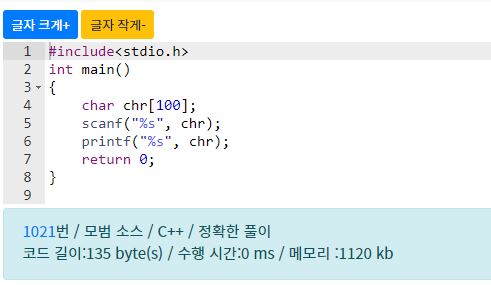 글자 크게+ 글자 작게-
1 #include<stdio.h>
2 int main()
3 {
4     char chr[100];
5     scanf("%s", chr);
6     printf("%s", chr);
7     return 0;
8 }
9
1021번 / 모범 소스 / C++ / 정확한 풀이
코드 길이:135 byte(s) / 수행 시간:0 ms / 메모리 :1120 kb